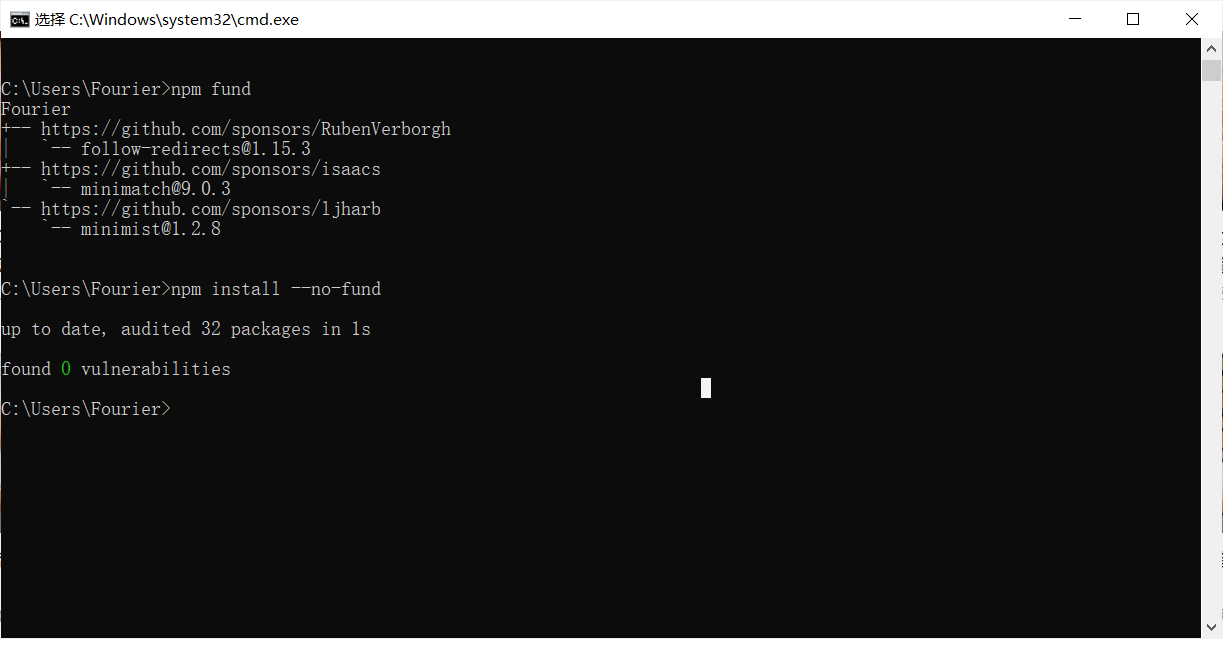 选择 C:\Windows\system32\cmd.exe
C:\Users\Fourier>npm fund
Fourier
+-- https://github.com/sponsors/RubenVerborgh
|   `-- follow-redirects@1.15.3
+-- https://github.com/sponsors/isaacs
|   `-- minimatch@9.0.3
`-- https://github.com/sponsors/ljharb
    `-- minimist@1.2.8
C:\Users\Fourier>npm install --no-fund
up to date, audited 32 packages in 1s
found 0 vulnerabilities
C:\Users\Fourier>